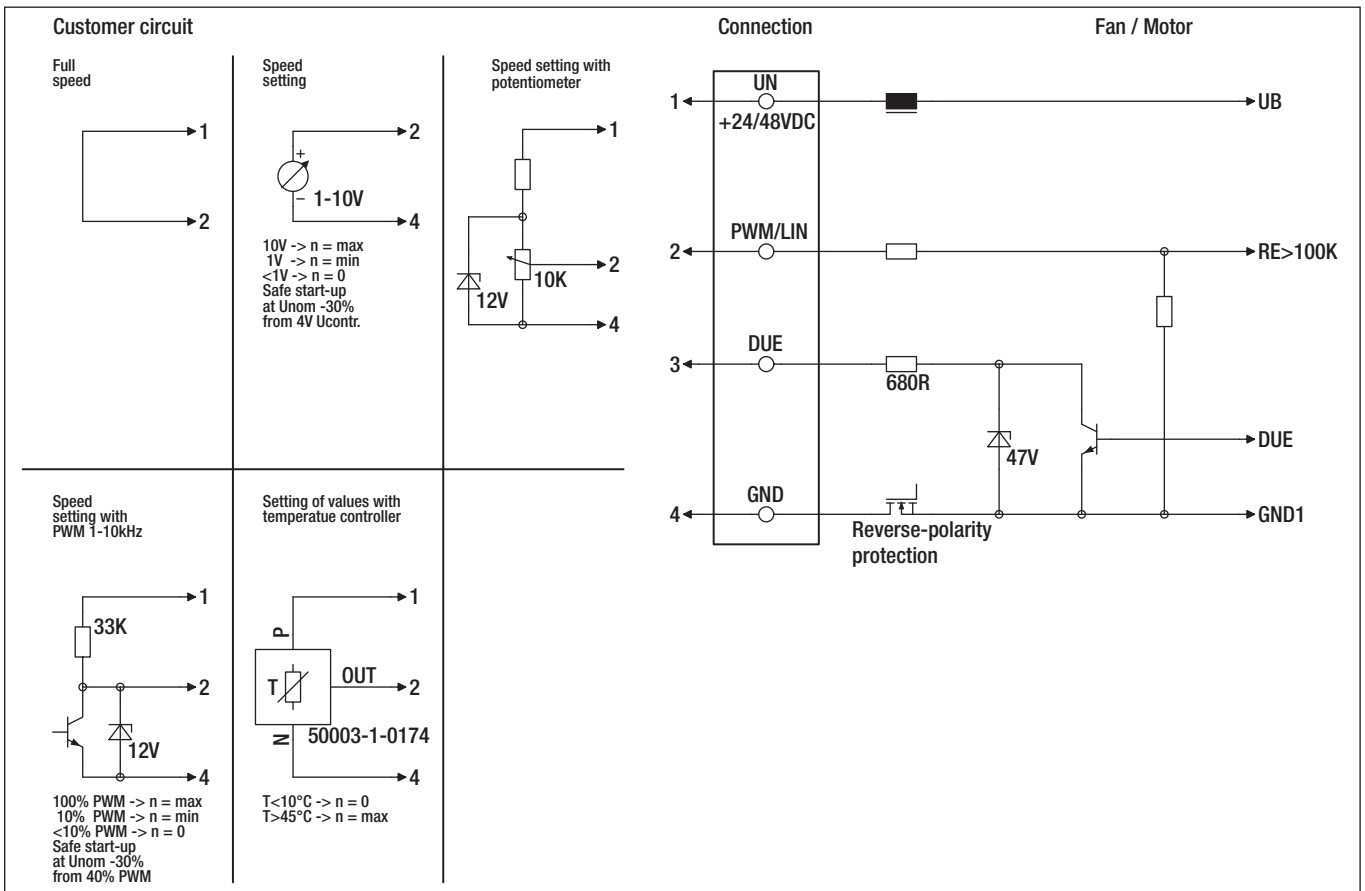 Customer circuit
Connection
Fan / Motor
Full
speed
1
2
Speed
setting
2
+
1-10V
–
4
10V -> n = max
1V -> n = min
<1V -> n = 0
Safe start-up
at Unom -30%
from 4V Ucontr.
Speed setting with
potentiometer
1
2
10K
12V
4
Speed
setting with
PWM 1-10kHz
1
33K
2
12V
4
100% PWM -> n = max
10% PWM -> n = min
<10% PWM -> n = 0
Safe start-up
at Unom -30%
from 40% PWM
Setting of values with
temperatue controller
1
P
T
OUT
2
N
50003-1-0174
4
T<10°C -> n = 0
T>45°C -> n = max
UN
1
+24/48VDC
UB
PWM/LIN
2
RE>100K
DUE
3
680R
47V
DUE
GND
4
GND1
Reverse-polarity
protection